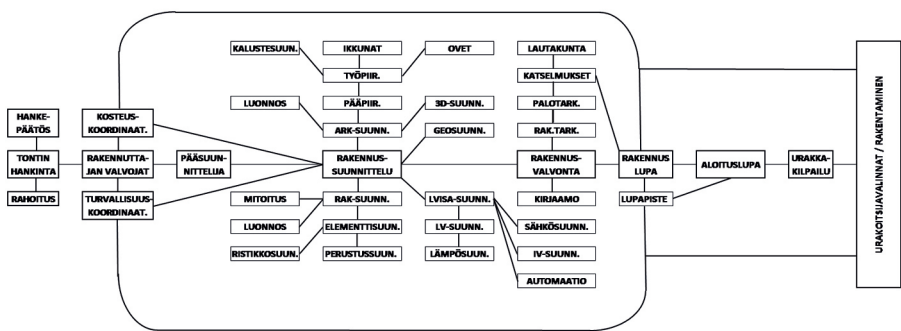 KALUSTESUUN.
IKKUNAT
OVET
LAUTAKUNTA
TYÖPIIR.
KATSELMUKSET
LUONNOS
PÄÄPIIR.
3D-SUUNN.
PALOTARK.
HANKE-
PÄÄTÖS
KOSTEUS-
KOORDINAAT.
ARK-SUUNN.
GEOSUUNN.
RAK.TARK.
TONTIN
HANKINTA
RAKENNUTTA-
JAN VALVOJAT
PÄÄSUUN-
NITTELIJA
RAKENNUS-
SUUNNITTELU
RAKENNUS-
VALVONTA
RAKENNUS
LUPA
ALOITUSLUPA
URAKKA-
KILPAILU
RAHOITUS
TURVALLISUUS-
KOORDINAAT.
MITOITUS
RAK-SUUNN.
LVISA-SUUNN.
KIRJAAMO
LUPAPISTE
LUONNOS
ELEMENTTISUUN.
LV-SUUNN.
SÄHKÖSUUN.
RISTIKKOSUUN.
PERUSTUSSUUN.
LÄMPÖSUUN.
IV-SUUNN.
AUTOMAATIO
URAKOITSIJAVALINNAT / RAKENTAMINEN